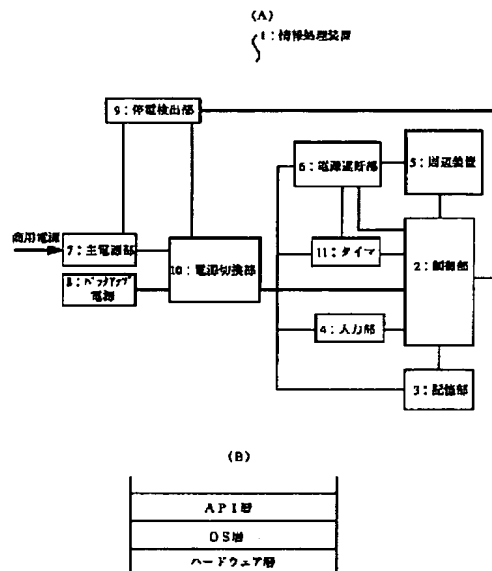 (A)
1:情報処理装置
9:停電検出部
6:電源遮断部
5:周辺装置
商用電源
7:主電源部
11:タイマ
10:電源切換部
2:制御部
8:バックアップ
電源
4:入力部
3:記憶部
(B)
API層
OS層
ハードウェア層